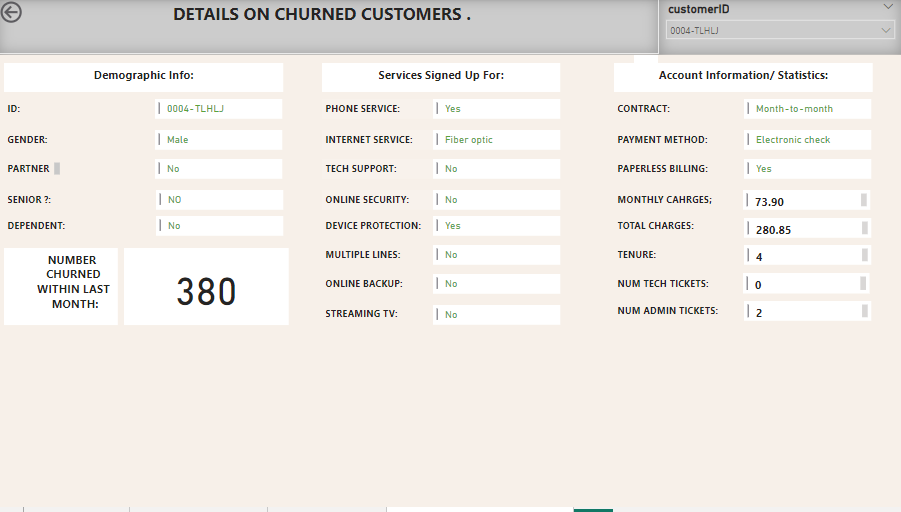 DETAILS ON CHURNED CUSTOMERS .
customerID
0004-TLHLJ
Demographic Info:
ID: 0004-TLHLJ
GENDER: Male
PARTNER No
SENIOR ?: NO
DEPENDENT: No
NUMBER
CHURNED
WITHIN LAST
MONTH:
380
Services Signed Up For:
PHONE SERVICE: Yes
INTERNET SERVICE: Fiber optic
TECH SUPPORT: No
ONLINE SECURITY: No
DEVICE PROTECTION: Yes
MULTIPLE LINES: No
ONLINE BACKUP: No
STREAMING TV: No
Account Information/ Statistics:
CONTRACT: Month-to-month
PAYMENT METHOD: Electronic check
PAPERLESS BILLING: Yes
MONTHLY CAHRGES; 73.90
TOTAL CHARGES: 280.85
TENURE: 4
NUM TECH TICKETS: 0
NUM ADMIN TICKETS: 2